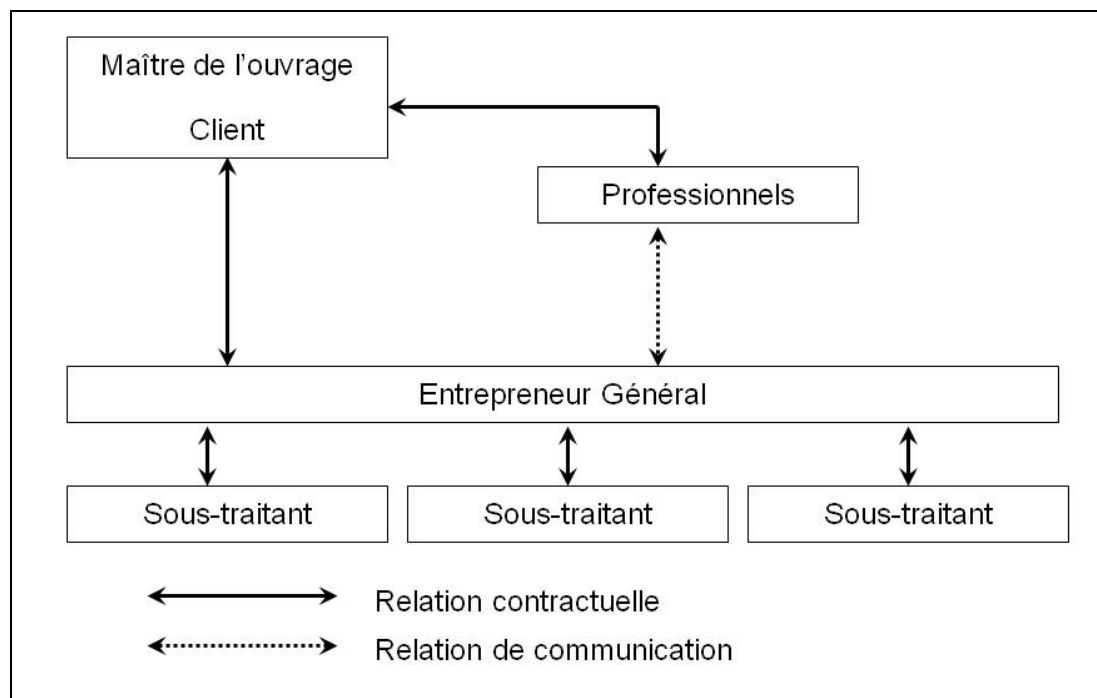 Maître de l'ouvrage
Client
Professionnels
Entrepreneur Général
Sous-traitant
Sous-traitant
Sous-traitant
Relation contractuelle
Relation de communication